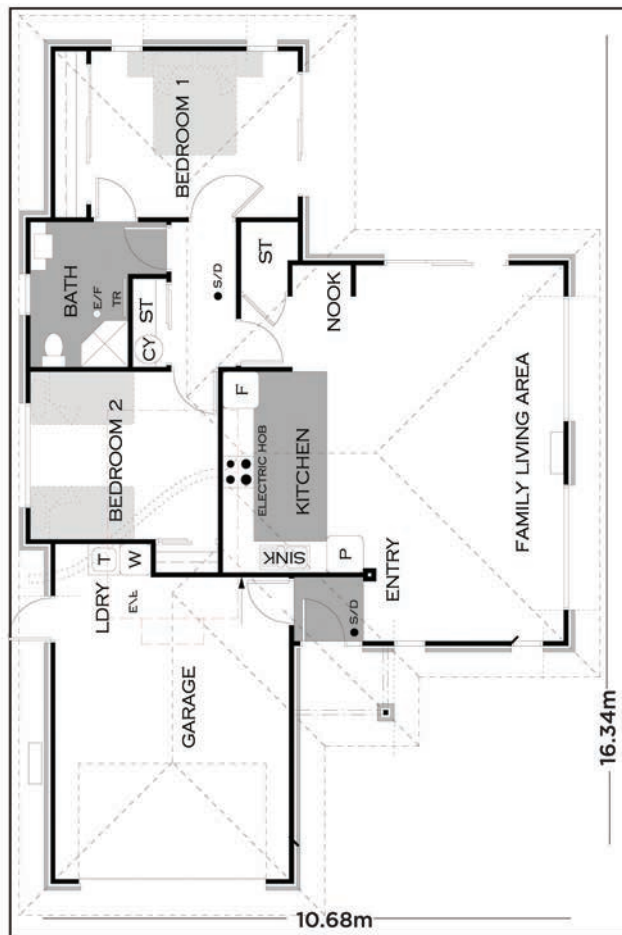 BEDROOM 1
BATH
E/F
TR
ST
CY
S/D
ST
NOOK
BEDROOM 2
F
ELECTRIC HOB
KITCHEN
SINK
P
FAMILY LIVING AREA
ENTRY
S/D
LDRY
T
W
GARAGE
16.34m
10.68m